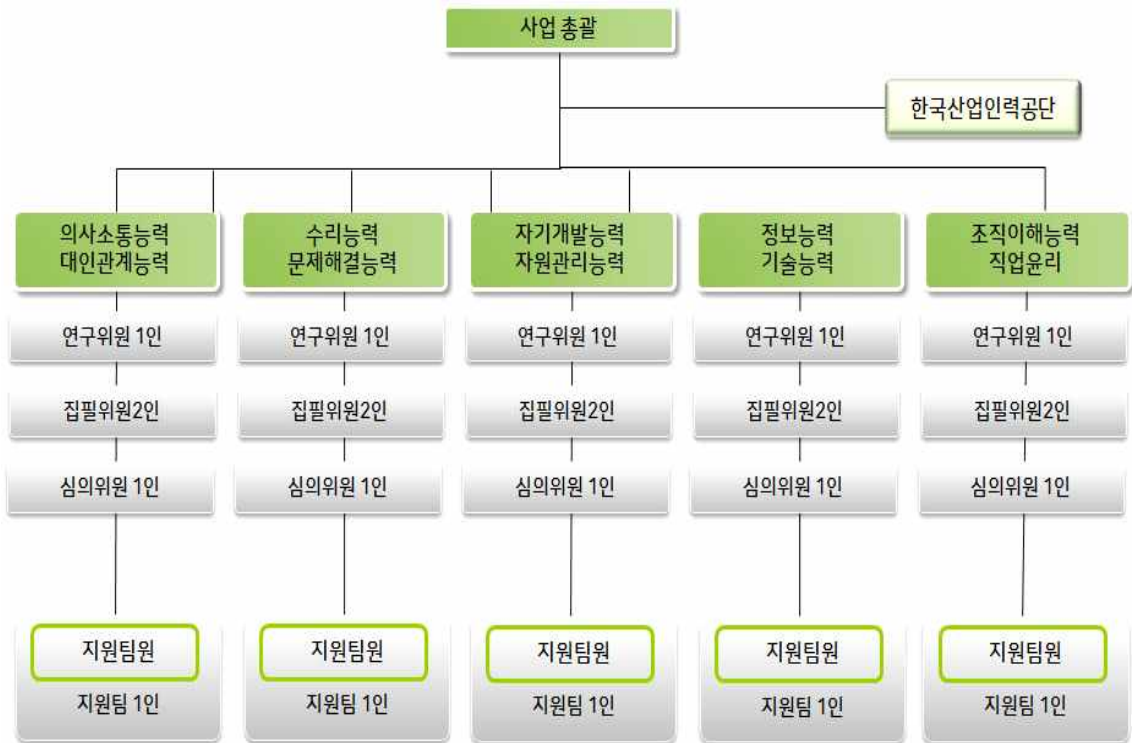 사업 총괄
한국산업인력공단
의사소통능력
대인관계능력
수리능력
문제해결능력
자기개발능력
자원관리능력
정보능력
기술능력
조직이해능력
직업윤리
연구위원 1인
연구위원 1인
연구위원 1인
연구위원 1인
연구위원 1인
집필위원2인
집필위원2인
집필위원2인
집필위원2인
집필위원2인
심의위원 1인
심의위원 1인
심의위원 1인
심의위원 1인
심의위원 1인
지원팀원
지원팀원
지원팀원
지원팀원
지원팀원
지원팀 1인
지원팀 1인
지원팀 1인
지원팀 1인
지원팀 1인